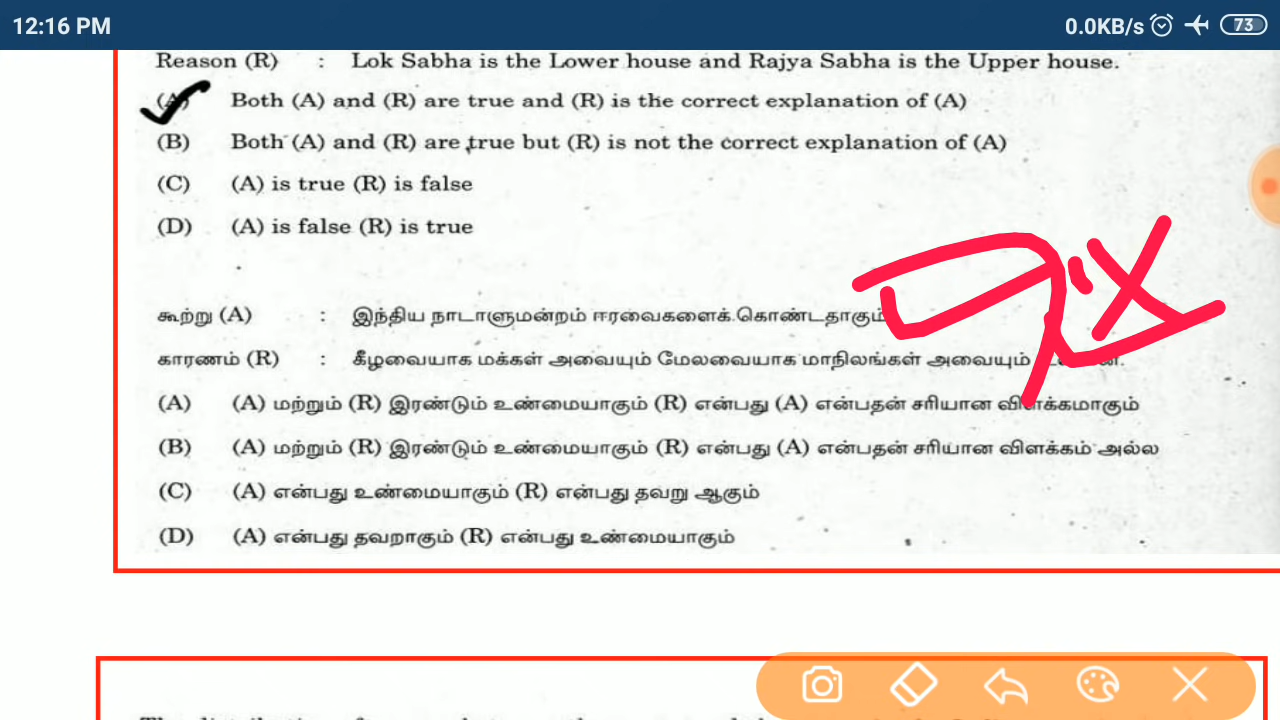 12:16 PM 0.0KB/s 73
Reason (R) : Lok Sabha is the Lower house and Rajya Sabha is the Upper house.
(A) Both (A) and (R) are true and (R) is the correct explanation of (A)
(B) Both (A) and (R) are true but (R) is not the correct explanation of (A)
(C) (A) is true (R) is false
(D) (A) is false (R) is true
கூற்று (A) : இந்திய நாடாளுமன்றம் ஈரவைகளைக் கொண்டதாகும்
காரணம் (R) : கீழவையாக மக்கள் அவையும் மேலவையாக மாநிலங்கள் அவையும்
(A) (A) மற்றும் (R) இரண்டும் உண்மையாகும் (R) என்பது (A) என்பதன் சரியான விளக்கமாகும்
(B) (A) மற்றும் (R) இரண்டும் உண்மையாகும் (R) என்பது (A) என்பதன் சரியான விளக்கம் அல்ல
(C) (A) என்பது உண்மையாகும் (R) என்பது தவறு ஆகும்
(D) (A) என்பது தவறாகும் (R) என்பது உண்மையாகும்